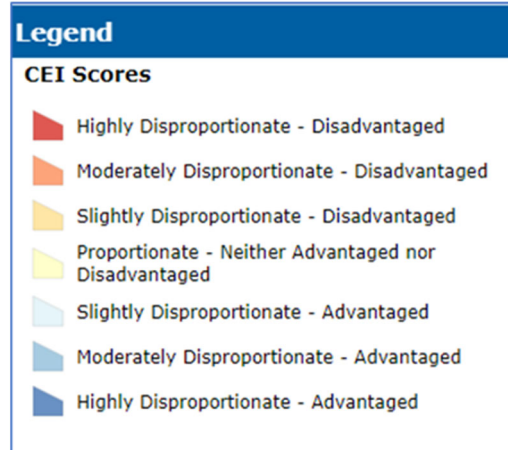 Legend
CEI Scores
Highly Disproportionate - Disadvantaged
Moderately Disproportionate - Disadvantaged
Slightly Disproportionate - Disadvantaged
Proportionate - Neither Advantaged nor
Disadvantaged
Slightly Disproportionate - Advantaged
Moderately Disproportionate - Advantaged
Highly Disproportionate - Advantaged